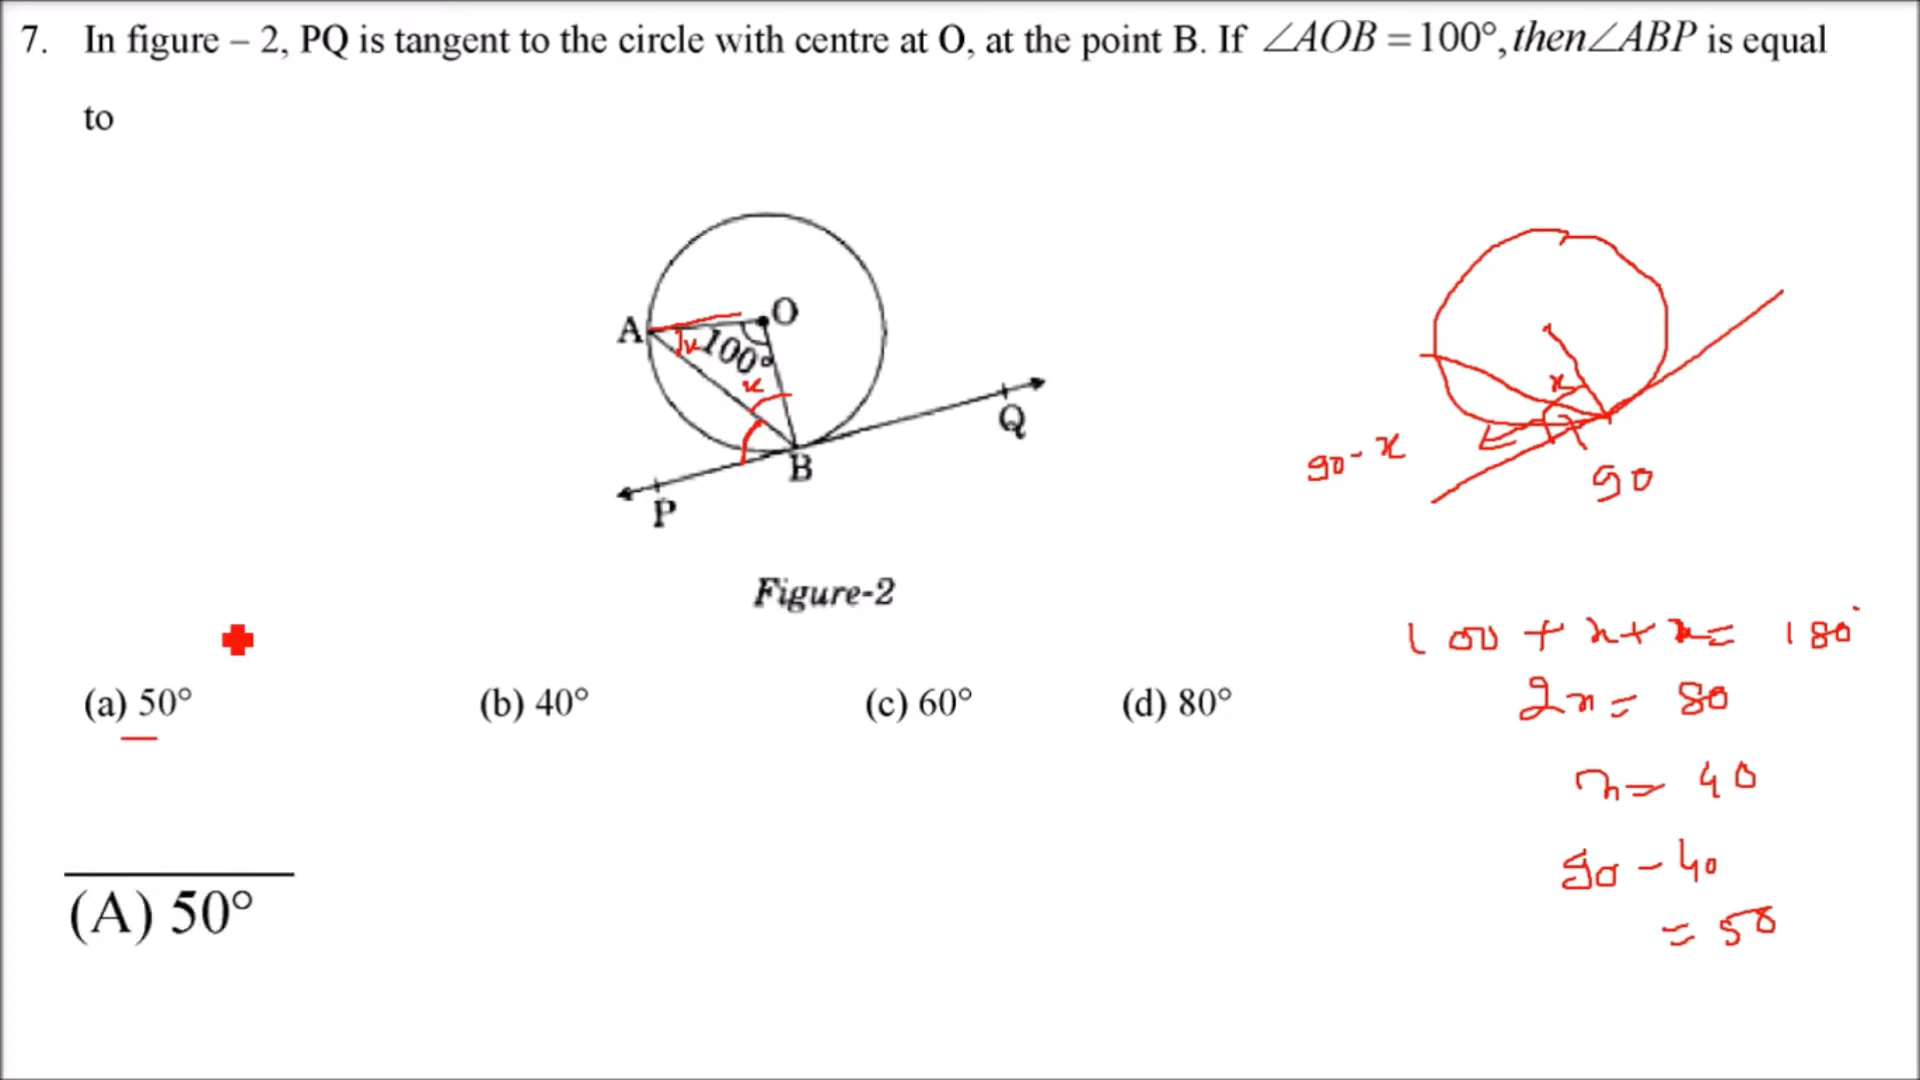 7. In figure – 2, PQ is tangent to the circle with centre at O, at the point B. If ∠AOB = 100°, then∠ABP is equal
to
A
O
100°
x
x
B
P
Q
Figure-2
x
90 - x
90
(a) 50°
(b) 40°
(c) 60°
(d) 80°
(A) 50°
100 + x + x = 180°
2x = 80
x = 40
90 - 40
= 50